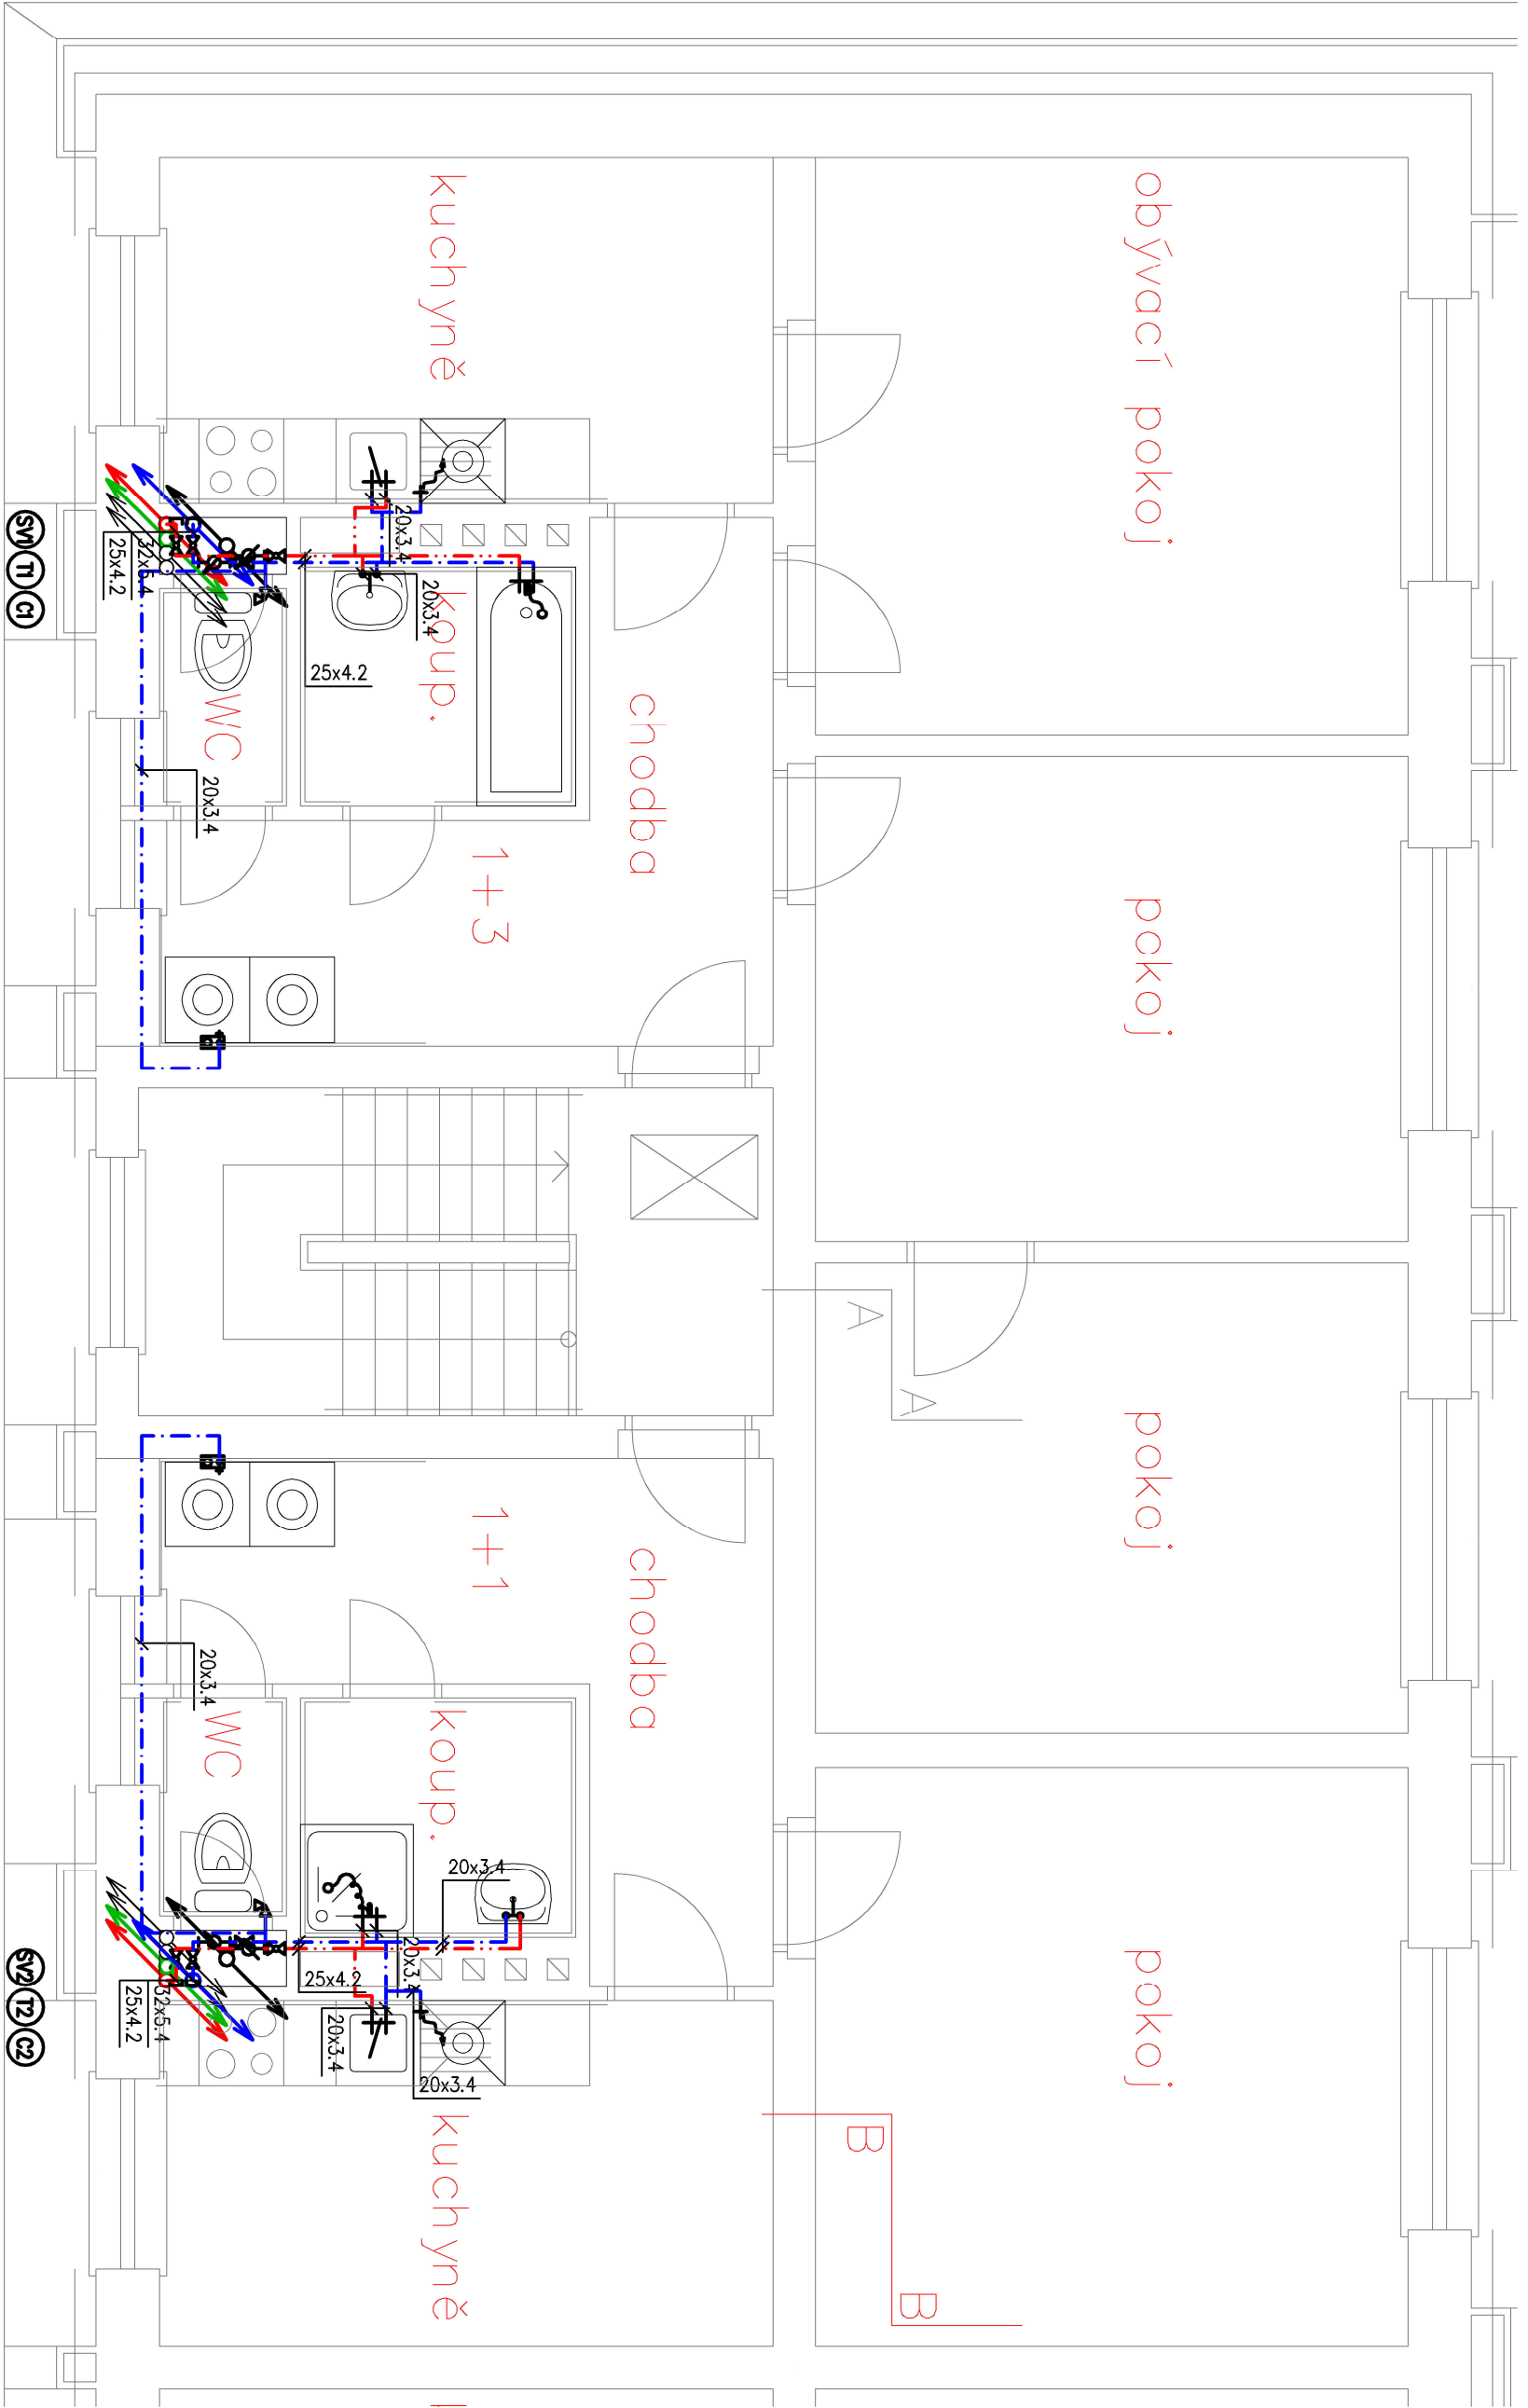 obývací pokoj
pokoj
pokoj
pokoj
A
A
B
B
kuchyně
koup.
chodba
WC
1+3
chodba
1+1
koup.
WC
kuchyně
20x3.4
20x3.4
25x4.2
32x5.4
25x4.2
20x3.4
20x3.4
20x3.4
25x4.2
20x3.4
20x3.4
20x3.4
32x5.4
25x4.2
SV1 T1 C1
SV2 T2 C2